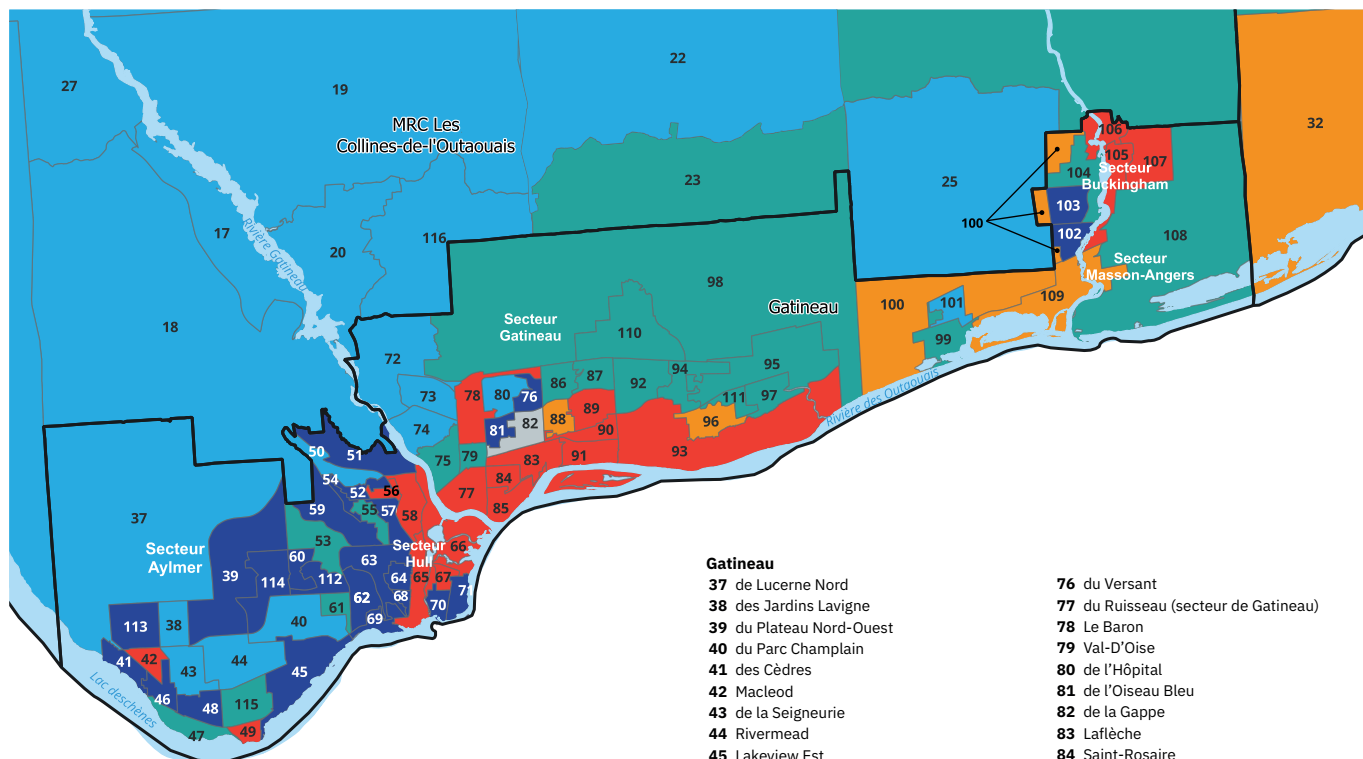 27
19
22
MRC Les
Collines-de-l'Outaouais
32
106
105
107
104
Secteur
Buckingham
23
25
103
100
102
108
Secteur
Masson-Angers
17
Rivière Gatineau
20
116
98
Gatineau
100
101
109
99
18
Secteur
Gatineau
110
72
95
94
73
78
80
76
86
87
92
111
97
Rivière des Outaouais
74
81
82
88
89
90
96
50
51
75
79
83
91
93
54
52
56
77
84
59
55
57
58
85
37
53
Secteur
Hull
66
Secteur
Aylmer
60
63
39
114
112
64
65
67
62
68
70
7
113
38
40
61
69
41
42
43
44
45
Lac deschênes
46
48
115
47
49
Gatineau
37 de Lucerne Nord
38 des Jardins Lavigne
39 du Plateau Nord-Ouest
40 du Parc Champlain
41 des Cèdres
42 Macleod
43 de la Seigneurie
44 Rivermead
45 Lakeview Est
76 du Versant
77 du Ruisseau (secteur de Gatineau)
78 Le Baron
79 Val-D'Oise
80 de l'Hôpital
81 de l'Oiseau Bleu
82 de la Gappe
83 Laflèche
84 Saint-Rosaire